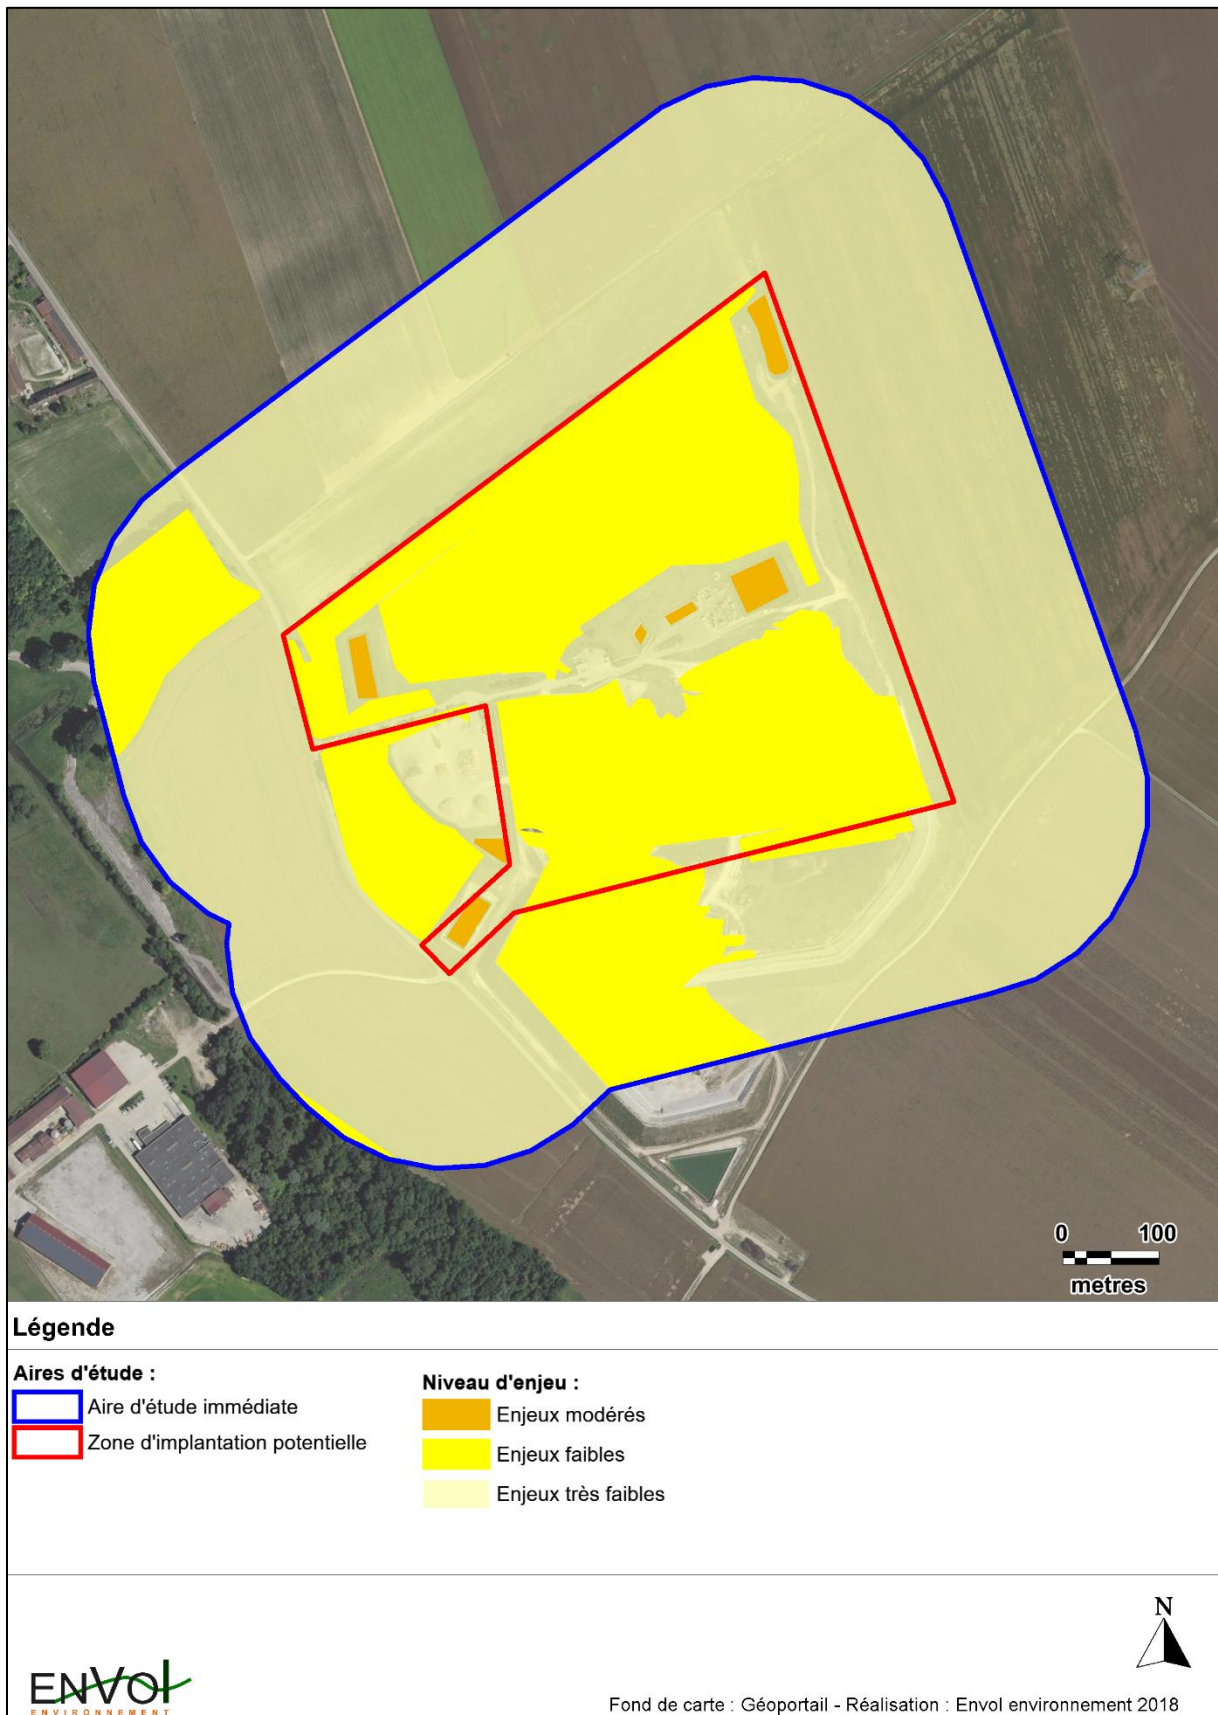 0 100
metres
Légende
Aires d'étude :
Aire d'étude immédiate
Zone d'implantation potentielle
Niveau d'enjeu :
Enjeux modérés
Enjeux faibles
Enjeux très faibles
N
ENVOl
ENVIRONNEMENT
Fond de carte : Géoportail - Réalisation : Envol environnement 2018